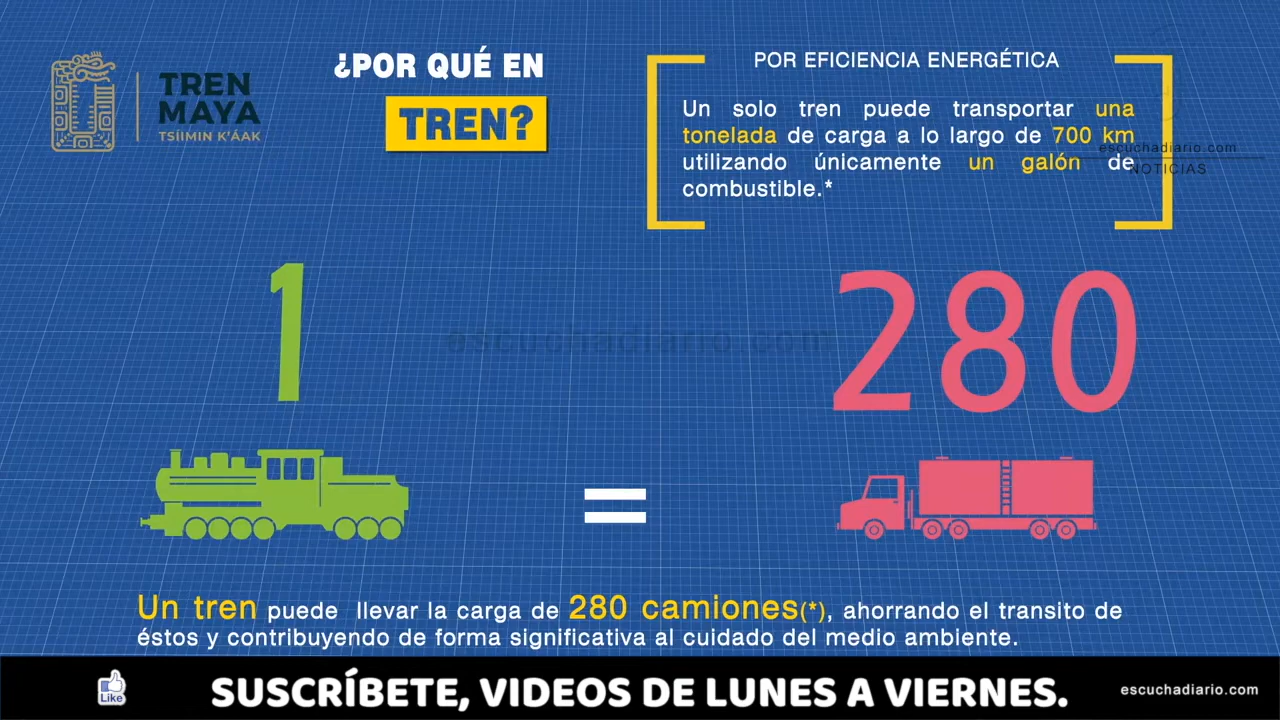 TREN
MAYA
TSÍIMIN K'ÁAK
¿POR QUÉ EN
TREN?
POR EFICIENCIA ENERGÉTICA
Un solo tren puede transportar una
tonelada de carga a lo largo de 700 km
utilizando únicamente un galón de
combustible.*
escuchadiario.com
NOTICIAS
1
280
escuchadiario.com
=
Un tren puede llevar la carga de 280 camiones(*), ahorrando el transito de
éstos y contribuyendo de forma significativa al cuidado del medio ambiente.
Like
SUSCRÍBETE, VIDEOS DE LUNES A VIERNES.
escuchadiario.com